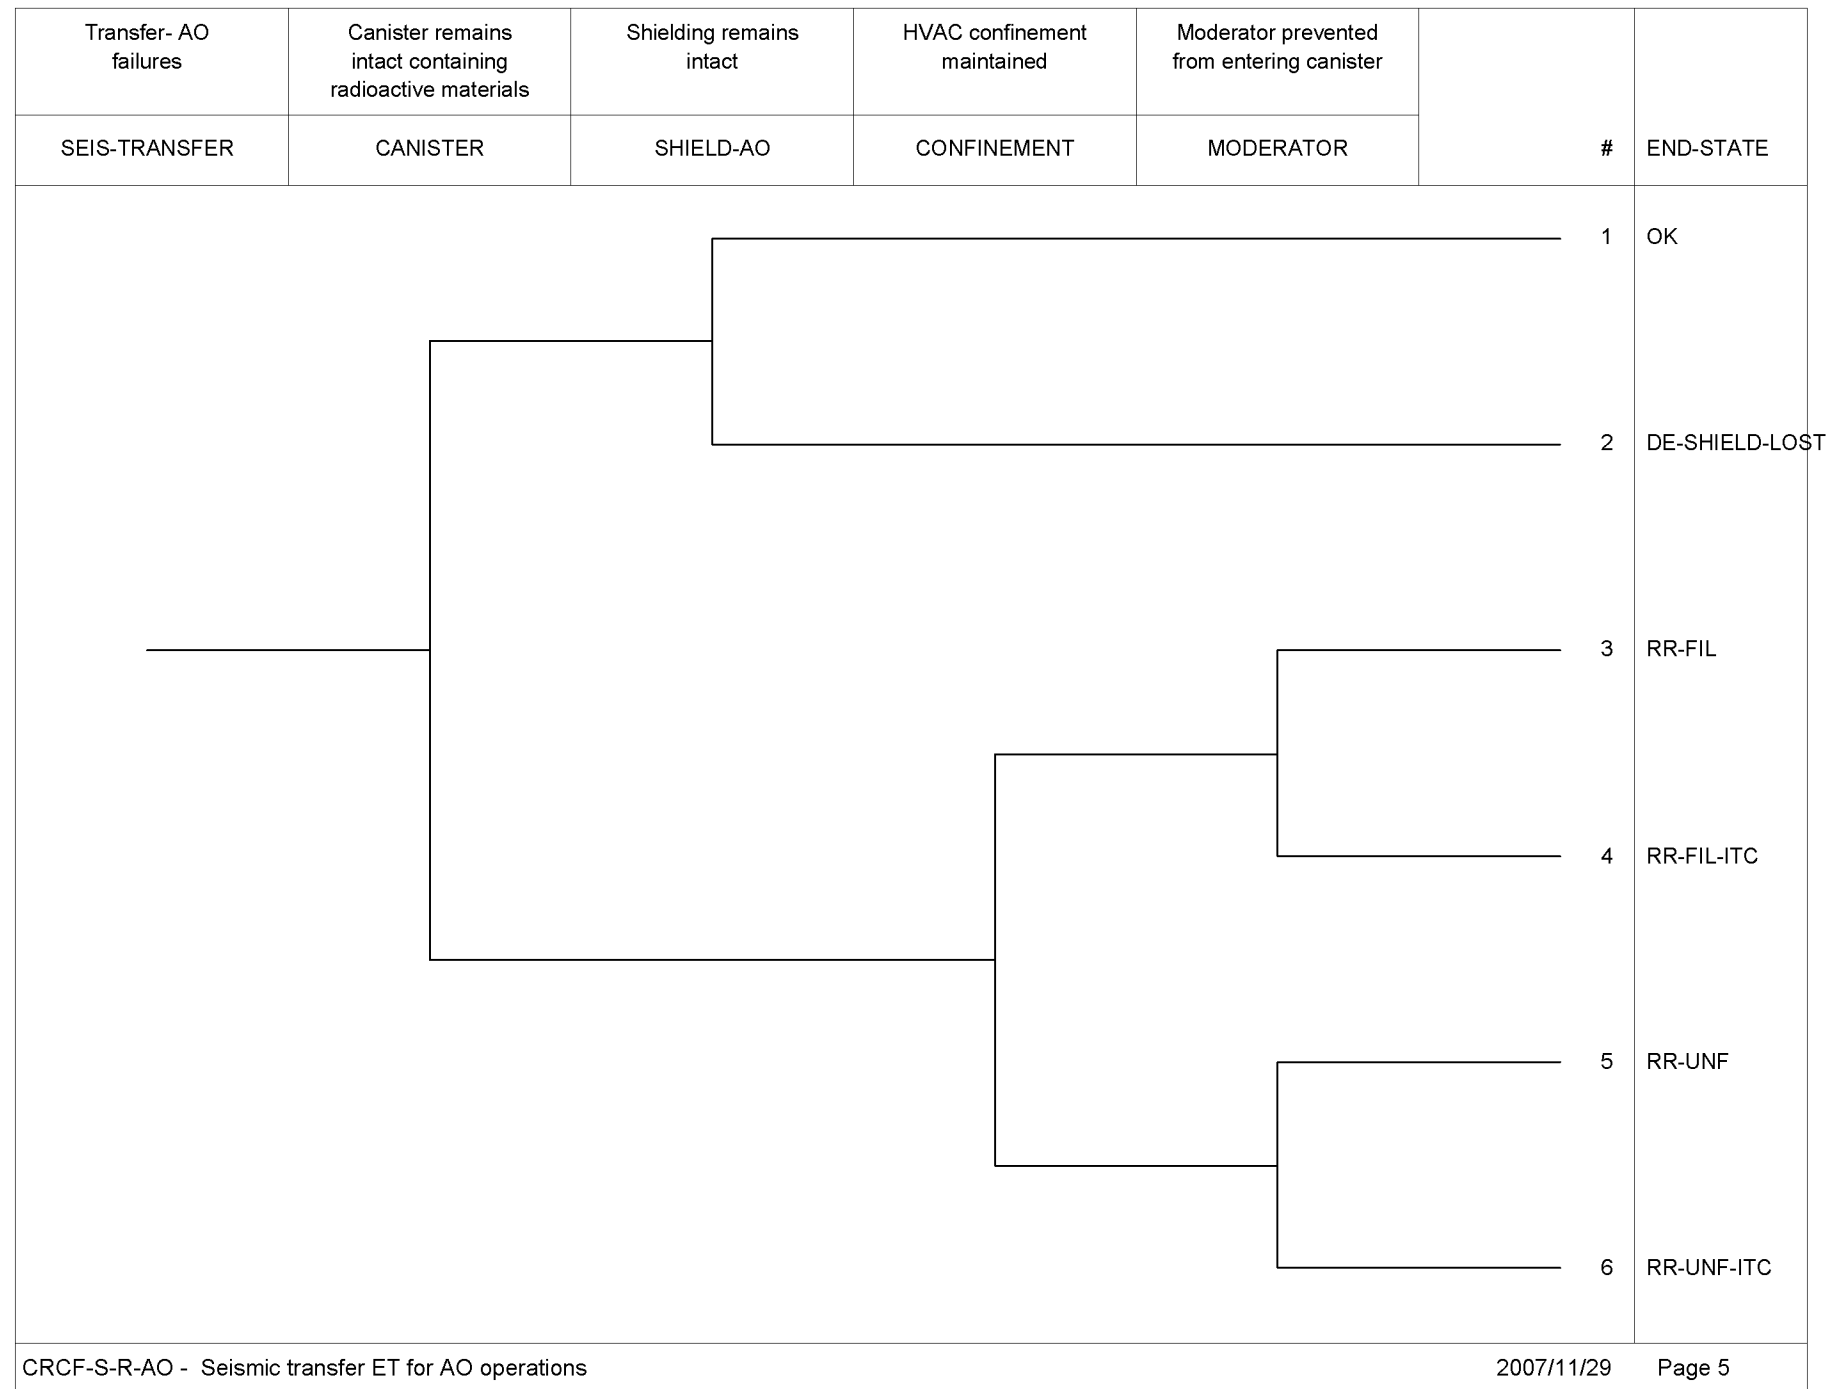 Transfer- AO
failures
Canister remains
intact containing
radioactive materials
Shielding remains
intact
HVAC confinement
maintained
Moderator prevented
from entering canister
SEIS-TRANSFER
CANISTER
SHIELD-AO
CONFINEMENT
MODERATOR
#
END-STATE
1 OK
2 DE-SHIELD-LOST
3 RR-FIL
4 RR-FIL-ITC
5 RR-UNF
6 RR-UNF-ITC
CRCF-S-R-AO - Seismic transfer ET for AO operations
2007/11/29 Page 5